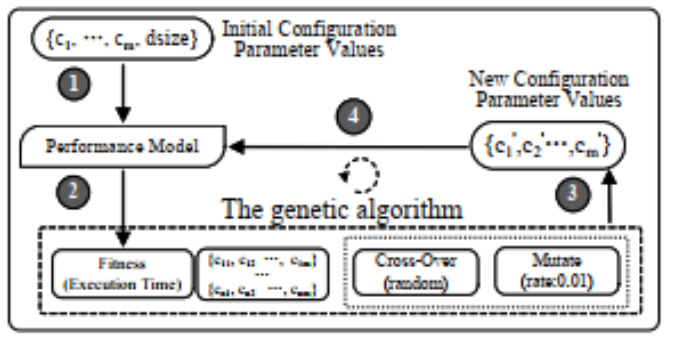 {c1, ..., cm, dsize}
Initial Configuration
Parameter Values
1
New Configuration
Parameter Values
4
Performance Model
{c1',c2'...,cm'}
2
3
The genetic algorithm
Fitness
(Execution Time)
{c11, c12 ..., c1m}
...
{cn1, cn2 ..., cnm}
Cross-Over
(random)
Mutate
(rate:0.01)